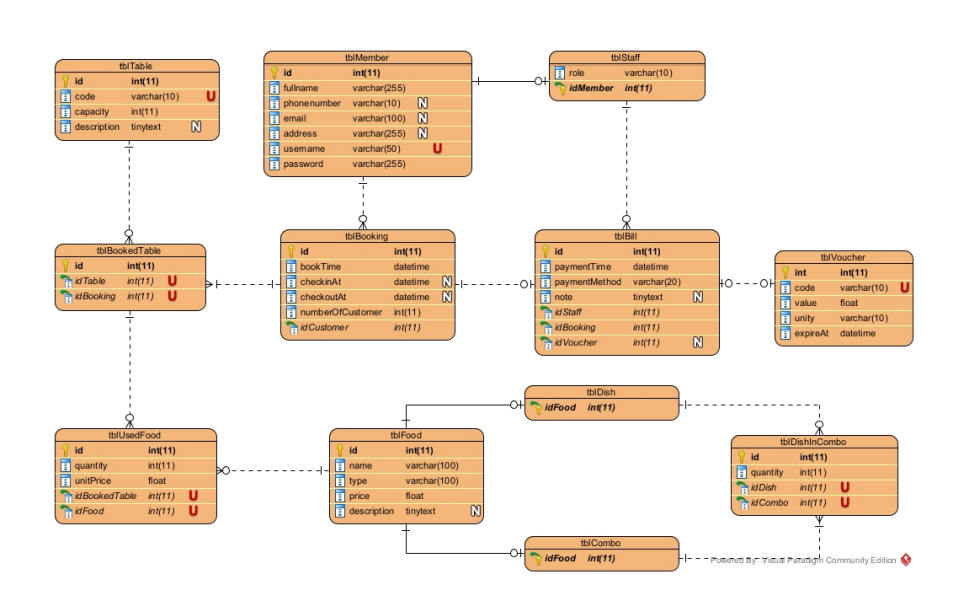 tblTable
id int(11)
code varchar(10) U
capacity int(11)
description tinytext N
tblMember
id int(11)
fullname varchar(255)
phonenumber varchar(10) N
email varchar(100) N
address varchar(255) N
username varchar(50) U
password varchar(255)
tblStaff
role varchar(10)
idMember int(11)
tblBookedTable
id int(11)
idTable int(11) U
idBooking int(11) U
tblBooking
id int(11)
bookTime datetime
checkinAt datetime N
checkoutAt datetime N
numberOfCustomer int(11)
idCustomer int(11)
tblBill
id int(11)
paymentTime datetime
paymentMethod varchar(20)
note tinytext N
idStaff int(11)
idBooking int(11)
idVoucher int(11) N
tblVoucher
int int(11)
code varchar(10) U
value float
unity varchar(10)
expireAt datetime
tblUsedFood
id int(11)
quantity int(11)
unitPrice float
idBookedTable int(11) U
idFood int(11) U
tblFood
id int(11)
name varchar(100)
type varchar(100)
price float
description tinytext N
tblDish
idFood int(11)
tblCombo
idFood int(11)
tblDishInCombo
id int(11)
quantity int(11)
idDish int(11) U
idCombo int(11) U
Powered By: Visual Paradigm Community Edition